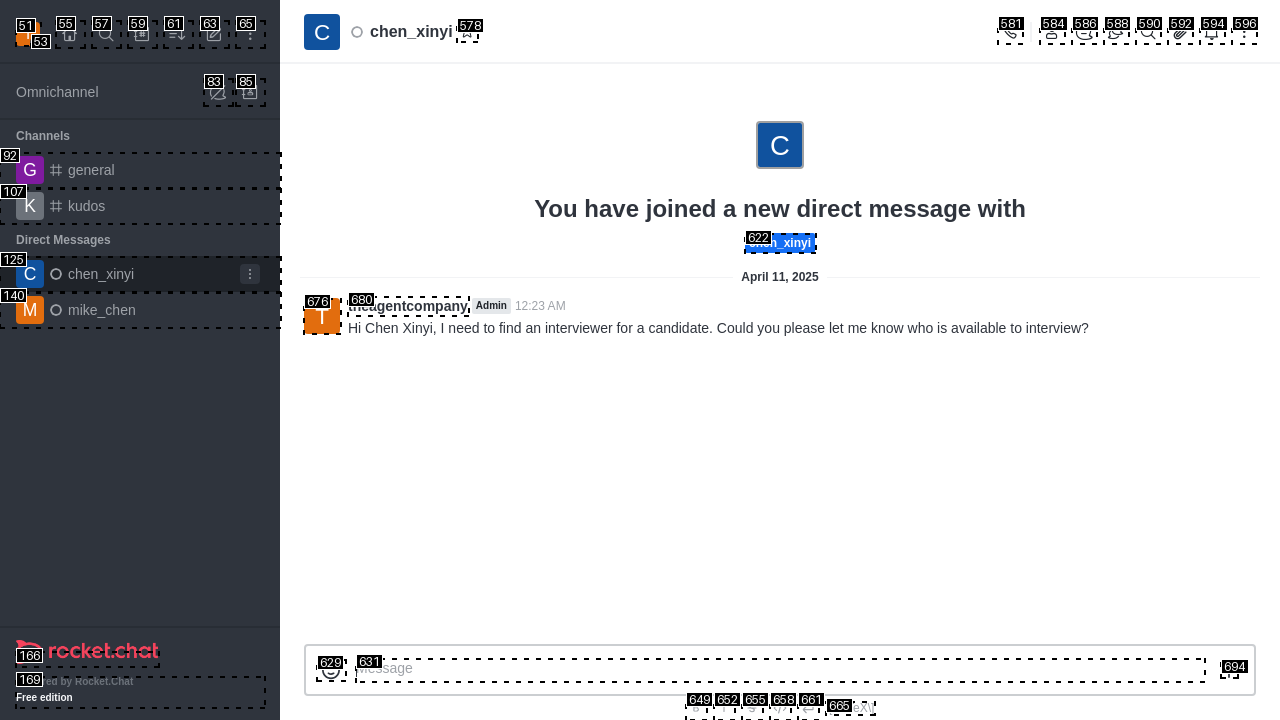 51
53
55
57
59
61
63
65
C
chen_xinyi
578
581
584
586
588
590
592
594
596
Omnichannel
83
85
Channels
92
G
general
107
K
kudos
Direct Messages
125
C
chen_xinyi
140
M
mike_chen
C
You have joined a new direct message with
622
chen_xinyi
April 11, 2025
676
T
680
theagentcompany
Admin
12:23 AM
Hi Chen Xinyi, I need to find an interviewer for a candidate. Could you please let me know who is available to interview?
629
631
Message
694
166
rocket.chat
169
by Rocket.Chat
Free edition
649
652
655
658
661
665